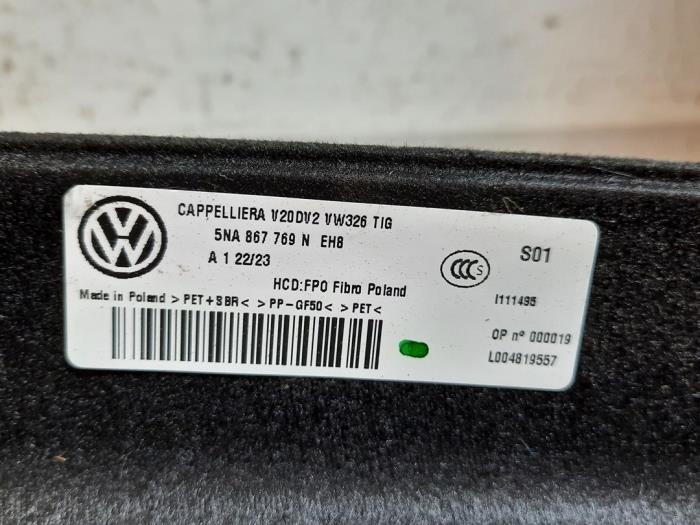 CAPPELLIERA V20DV2 VW326 TIG
5NA 867 769 N EH8
A 1 22/23
HCD:FPO Fibro Poland
Made in Poland >PET+SBR< >PP-GF50< >PET<
CCC S
S01
I111495
OP n° 000019
L004819557